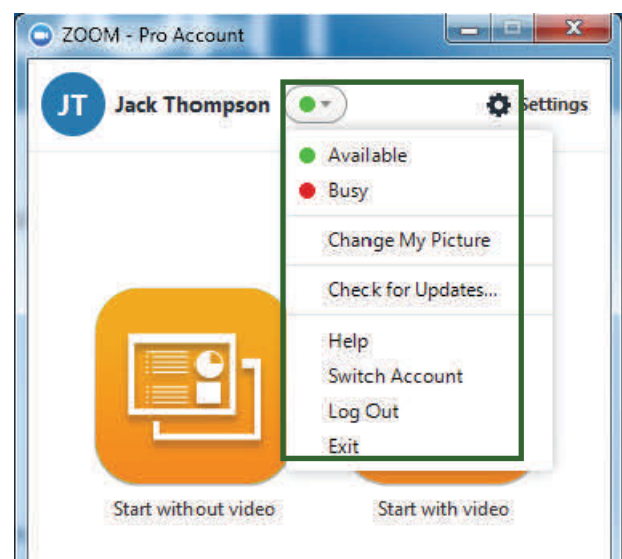 ZOOM - Pro Account
X
JT
Jack Thompson
Settings
Available
Busy
Change My Picture
Check for Updates...
Help
Switch Account
Log Out
Exit
Start without video
Start with video